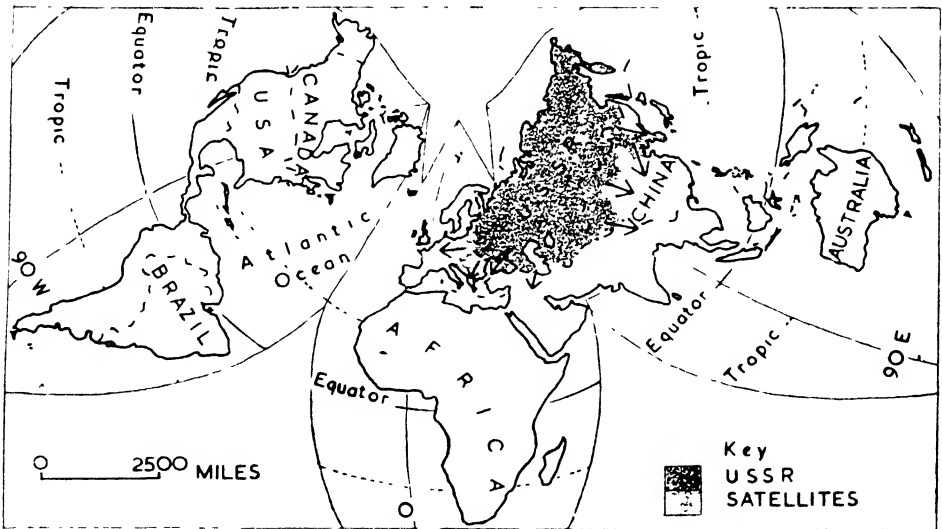 Tropic
Equator
Tropic
CANADA
USA
Tropic
USSR
CHINA
AUSTRALIA
Atlantic
Ocean
90 W
BRAZIL
AFRICA
Equator
Equator
Tropic
90 E
0
0 2500 MILES
Key
USSR
SATELLITES